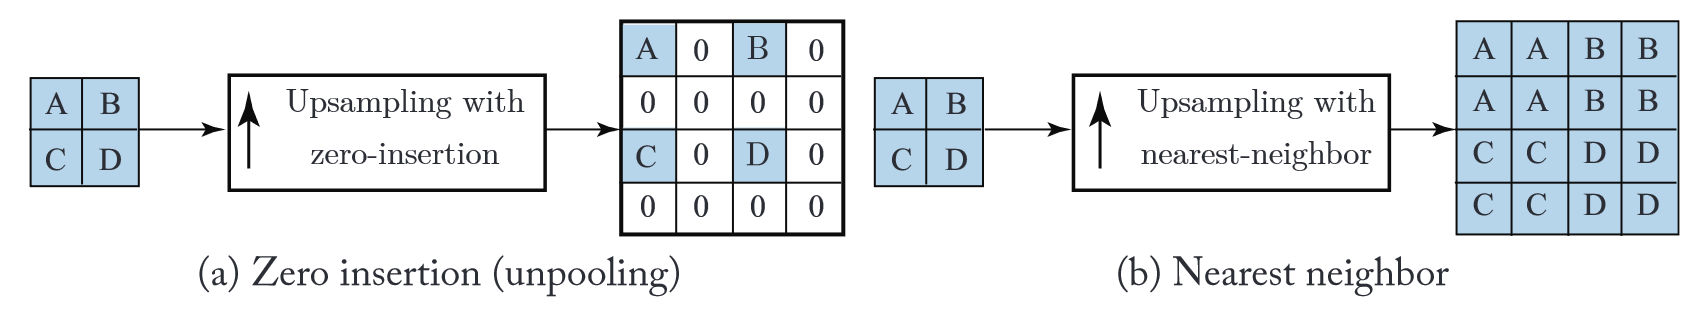 A B
C D
Upsampling with
zero-insertion
A 0 B 0
0 0 0 0
C 0 D 0
0 0 0 0
(a) Zero insertion (unpooling)
A B
C D
Upsampling with
nearest-neighbor
A A B B
A A B B
C C D D
C C D D
(b) Nearest neighbor